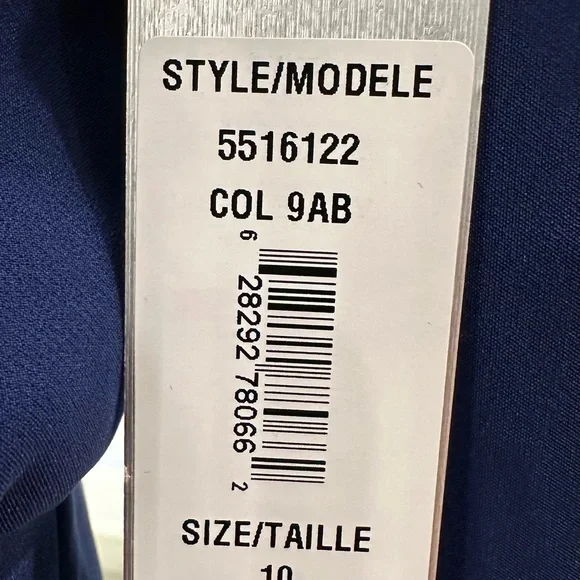 STYLE/MODELE
5516122
COL 9AB
6 28292 78066 2
SIZE/TAILLE
10